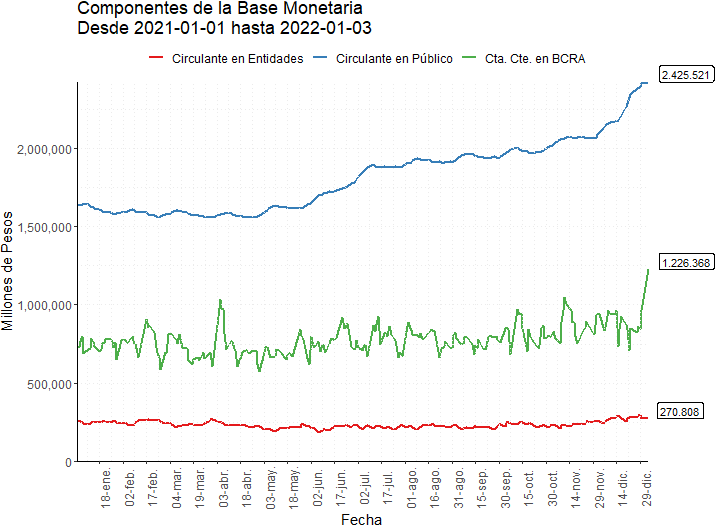 Componentes de la Base Monetaria
Desde 2021-01-01 hasta 2022-01-03
Circulante en Entidades Circulante en Público Cta. Cte. en BCRA
2.425.521
2,000,000
1,500,000
1.226.368
1,000,000
500,000
270.808
0
Millones de Pesos
18-ene. 02-feb. 17-feb. 04-mar. 19-mar. 03-abr. 18-abr. 03-may. 18-may. 02-jun. 17-jun. 02-jul. 17-jul. 01-ago. 16-ago. 31-ago. 15-sep. 30-sep. 15-oct. 30-oct. 14-nov. 29-nov. 14-dic. 29-dic.
Fecha